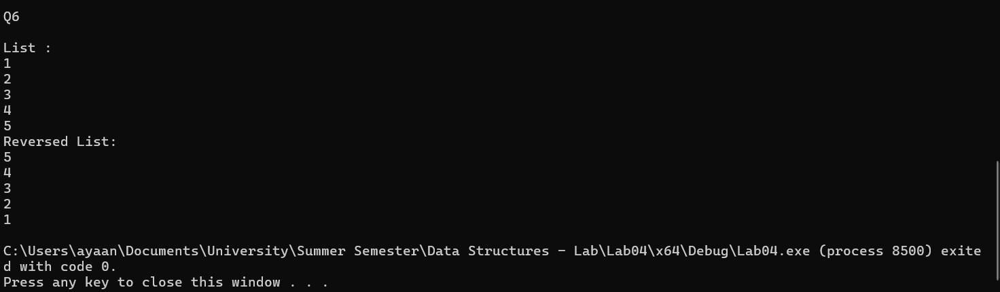 Q6
List :
1
2
3
4
5
Reversed List:
5
4
3
2
1
C:\Users\ayaan\Documents\University\Summer Semester\Data Structures - Lab\Lab04\x64\Debug\Lab04.exe (process 8500) exite
d with code 0.
Press any key to close this window . . .